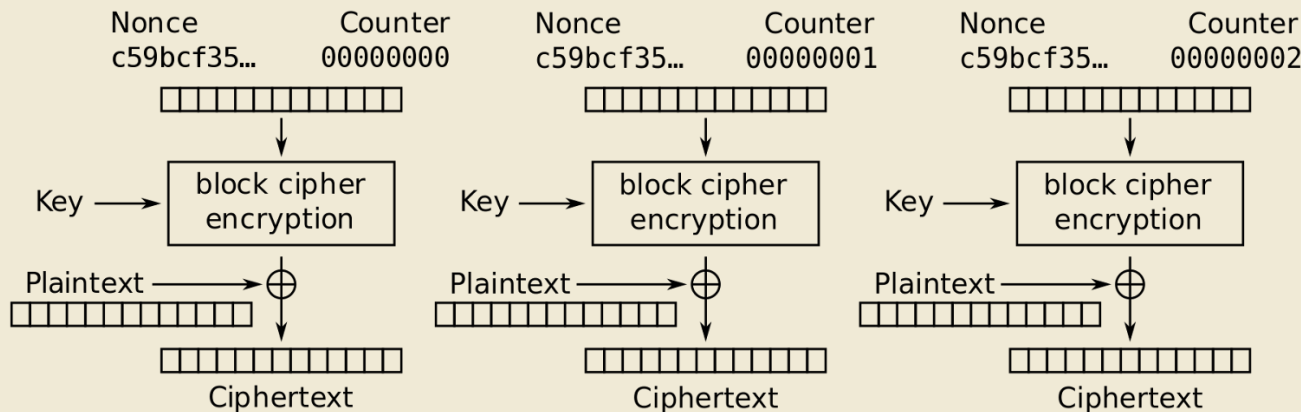 Nonce Counter Nonce Counter Nonce Counter
c59bcf35… 00000000 c59bcf35… 00000001 c59bcf35… 00000002
block cipher block cipher block cipher
Key encryption Key encryption Key encryption
Plaintext Plaintext Plaintext
Ciphertext Ciphertext Ciphertext